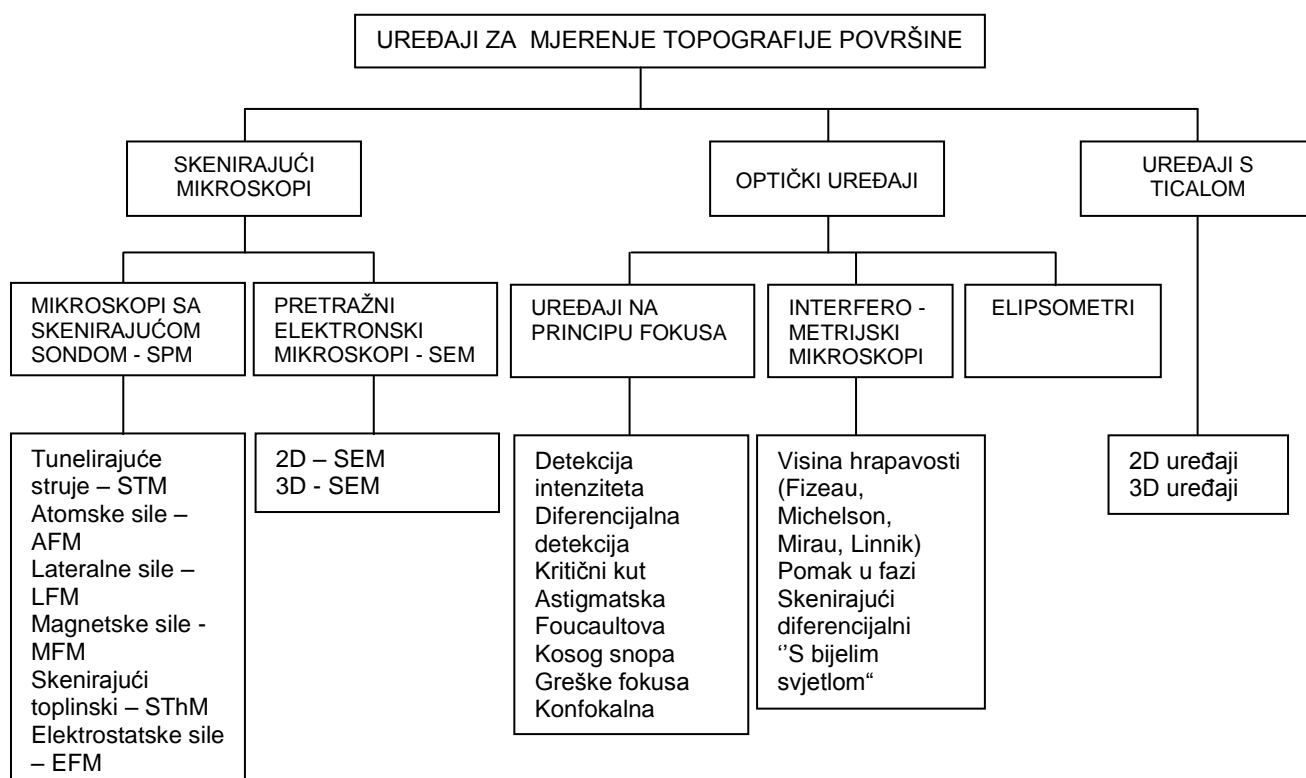 UREĐAJI ZA MJERENJE TOPOGRAFIJE POVRŠINE
SKENIRAJUĆI
MIKROSKOPI
OPTIČKI UREĐAJI
UREĐAJI S
TICALOM
MIKROSKOPI SA
SKENIRAJUĆOM
SONDOM - SPM
PRETRAŽNI
ELEKTRONSKI
MIKROSKOPI - SEM
UREĐAJI NA
PRINCIPU FOKUSA
INTERFERO -
METRIJSKI
MIKROSKOPI
ELIPSOMETRI
Tunelirajuće
struje – STM
Atomske sile –
AFM
Lateralne sile –
LFM
Magnetske sile -
MFM
Skenirajući
toplinski – SThM
Elektrostatske sile
– EFM
2D – SEM
3D - SEM
Detekcija
intenziteta
Diferencijalna
detekcija
Kritični kut
Astigmatska
Foucaultova
Kosog snopa
Greške fokusa
Konfokalna
Visina hrapavosti
(Fizeau,
Michelson,
Mirau, Linnik)
Pomak u fazi
Skenirajući
diferencijalni
‘’S bijelim
svjetlom“
2D uređaji
3D uređaji